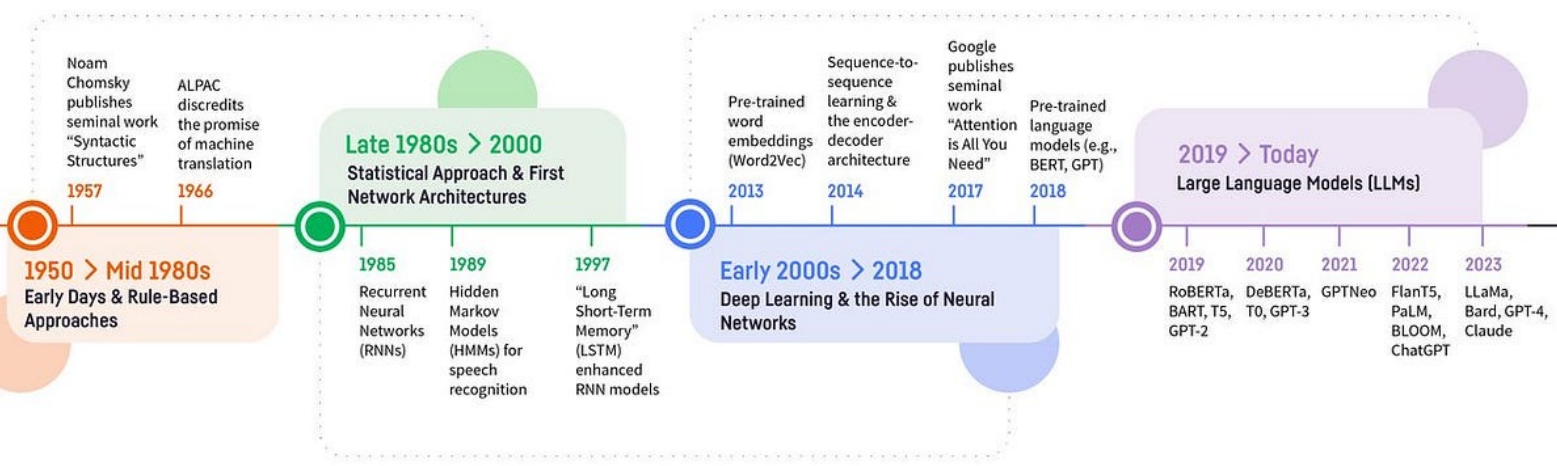 Noam
Chomsky
publishes
seminal work
“Syntactic
Structures”
1957
ALPAC
discredits
the promise
of machine
translation
1966
1950 > Mid 1980s
Early Days & Rule-Based
Approaches
Late 1980s > 2000
Statistical Approach & First
Network Architectures
1985
Recurrent
Neural
Networks
(RNNs)
1989
Hidden
Markov
Models
(HMMs) for
speech
recognition
1997
“Long
Short-Term
Memory”
(LSTM)
enhanced
RNN models
Pre-trained
word
embeddings
(Word2Vec)
2013
Sequence-to-
sequence
learning &
the encoder-
decoder
architecture
2014
Google
publishes
seminal
work
“Attention
is All You
Need”
2017
Pre-trained
language
models (e.g.,
BERT, GPT)
2018
Early 2000s > 2018
Deep Learning & the Rise of Neural
Networks
2019 > Today
Large Language Models (LLMs)
2019
RoBERTa,
BART, T5,
GPT-2
2020
DeBERTa,
T0, GPT-3
2021
GPTNeo
2022
FlanT5,
PaLM,
BLOOM,
ChatGPT
2023
LLaMa,
Bard, GPT-4,
Claude